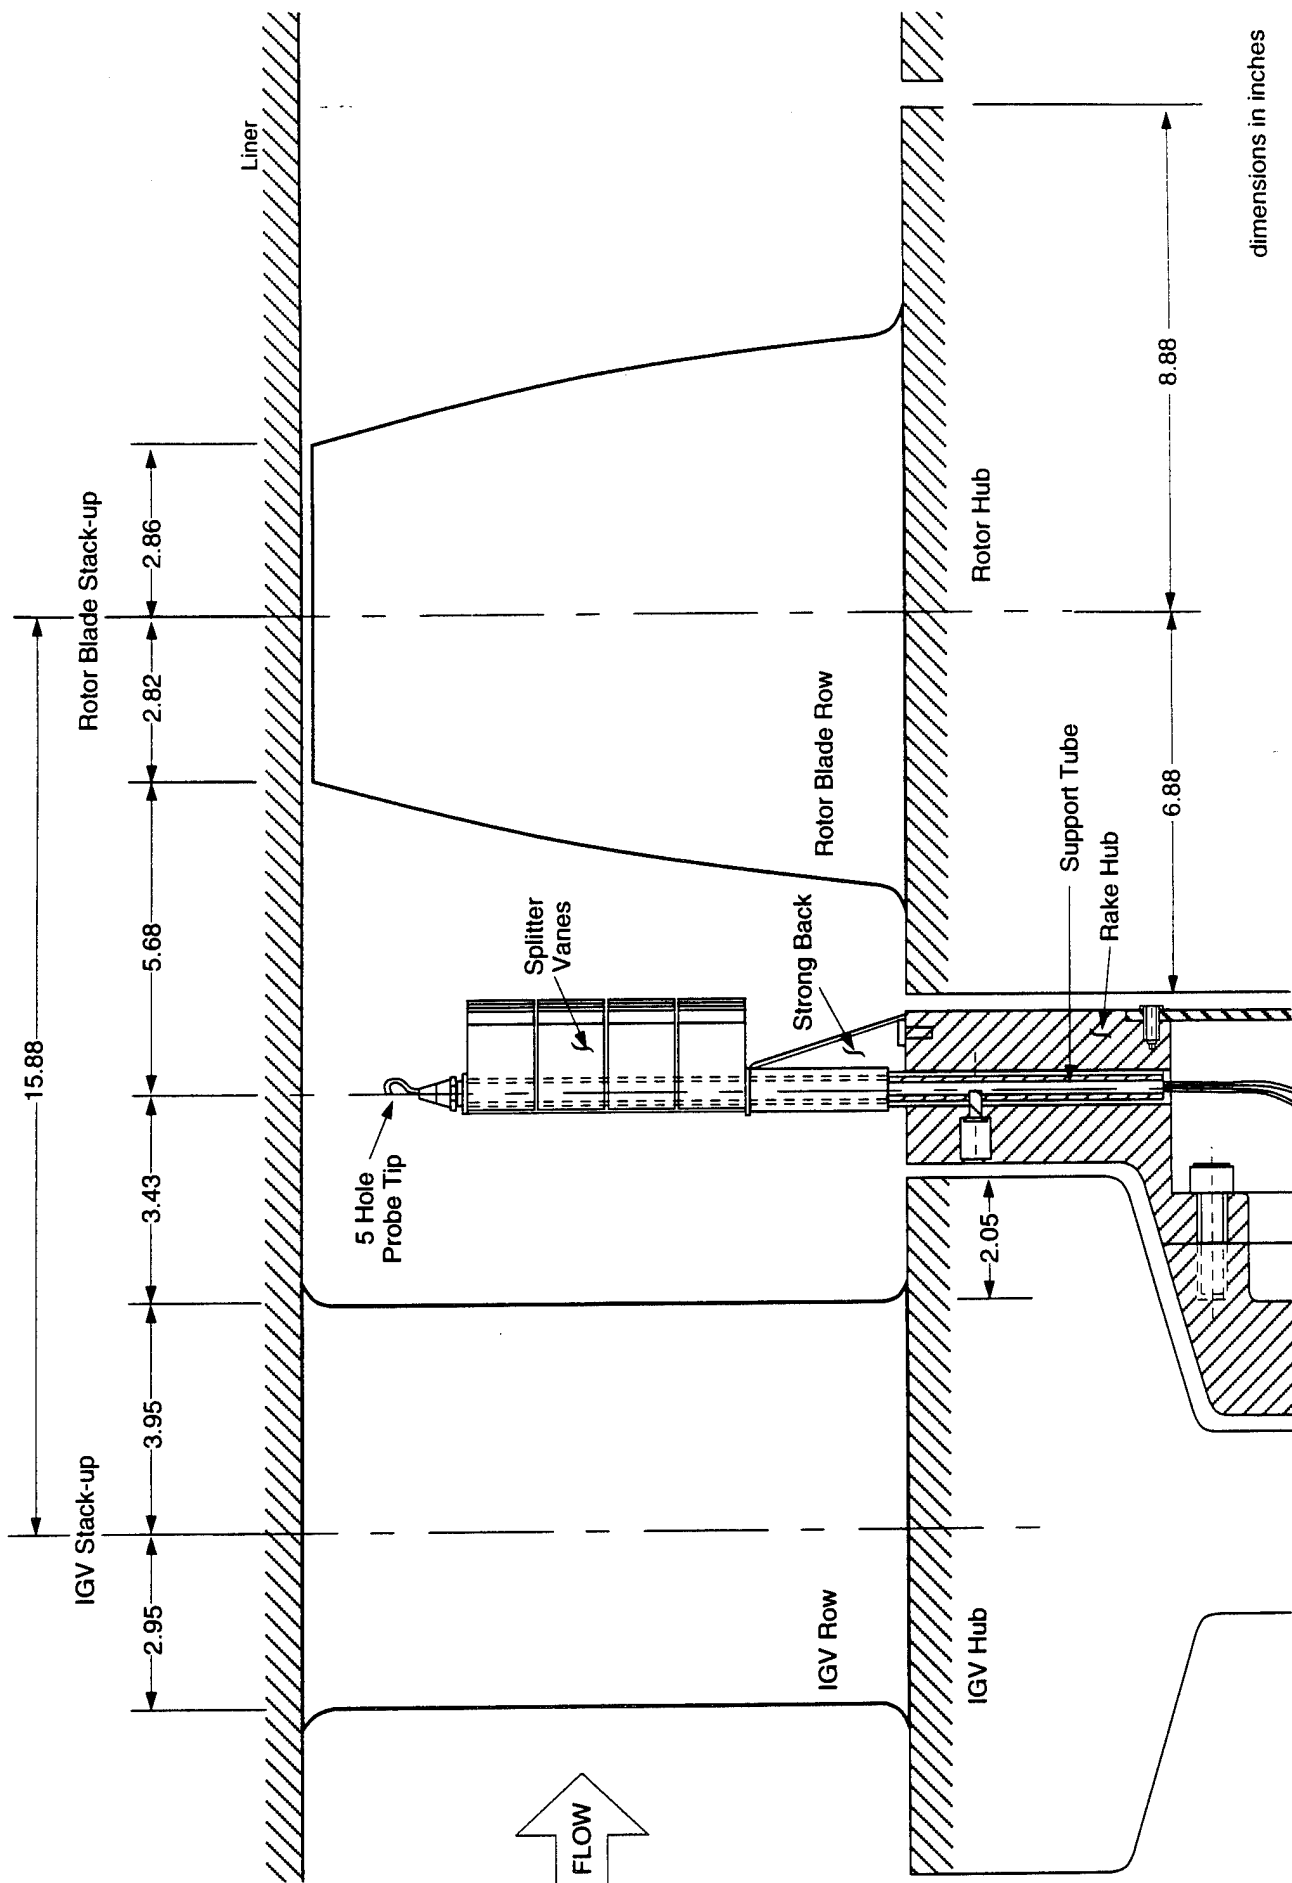 15.88
IGV Stack-up
Rotor Blade Stack-up
2.95
3.95
3.43
5.68
2.82
2.86
Liner
5 Hole
Probe Tip
Splitter
Vanes
FLOW
IGV Row
Strong Back
Rotor Blade Row
IGV Hub
2.05
Rotor Hub
Support Tube
Rake Hub
6.88
8.88
dimensions in inches